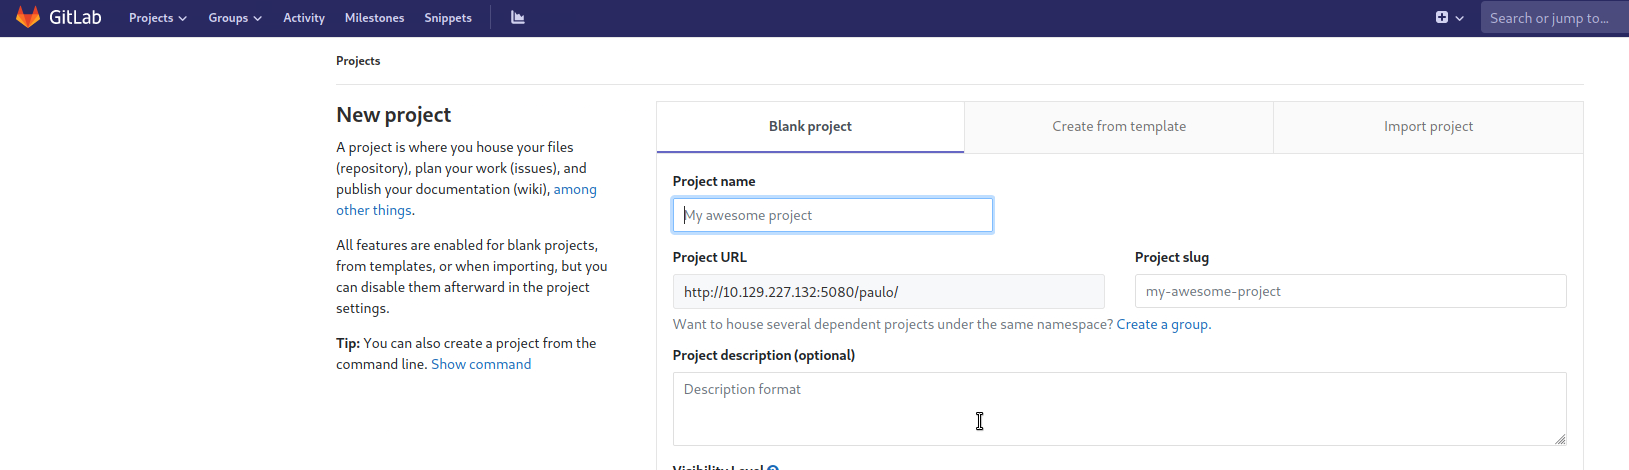 GitLab Projects Groups Activity Milestones Snippets Search or jump to...
Projects
New project
A project is where you house your files
(repository), plan your work (issues), and
publish your documentation (wiki), among
other things.
All features are enabled for blank projects,
from templates, or when importing, but you
can disable them afterward in the project
settings.
Tip: You can also create a project from the
command line. Show command
Blank project Create from template Import project
Project name
My awesome project
Project URL Project slug
http://10.129.227.132:5080/paulo/ my-awesome-project
Want to house several dependent projects under the same namespace? Create a group.
Project description (optional)
Description format
Visibility Level